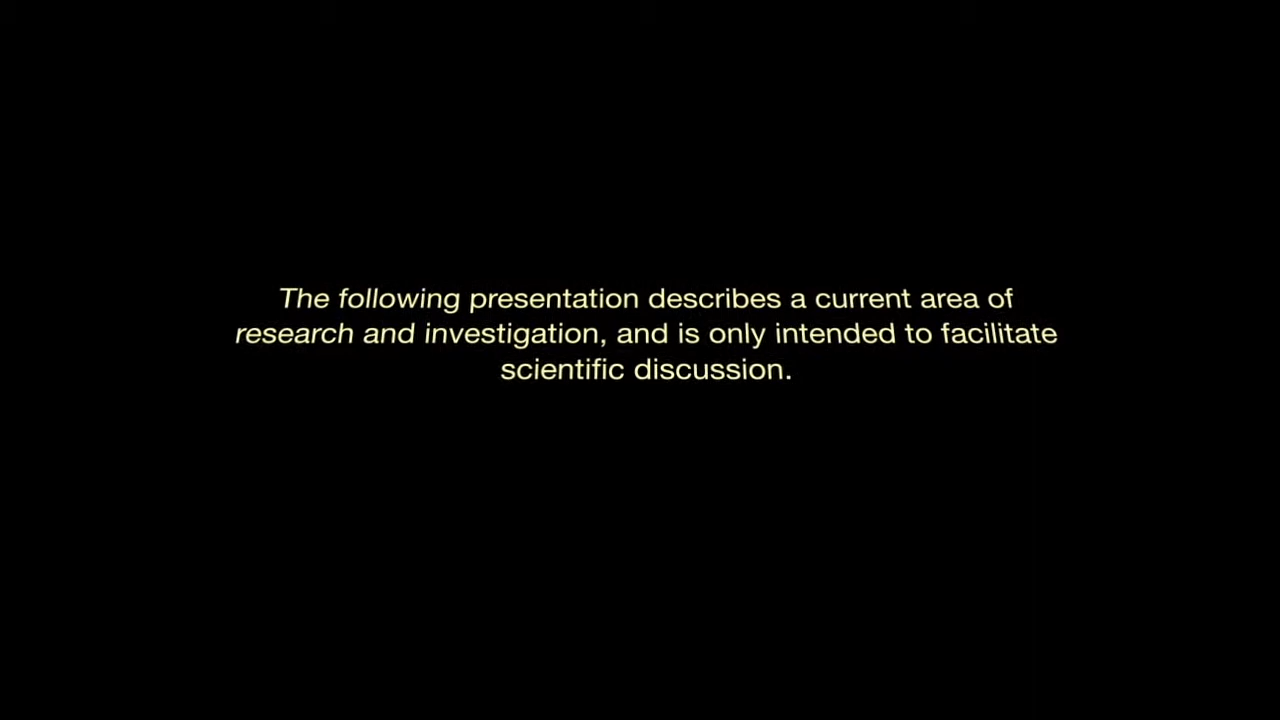 The following presentation describes a current area of
research and investigation, and is only intended to facilitate
scientific discussion.